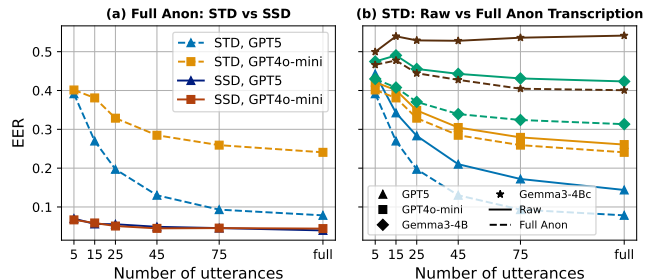 (a) Full Anon: STD vs SSD
EER
0.5
0.4
0.3
0.2
0.1
STD, GPT5
STD, GPT4o-mini
SSD, GPT5
SSD, GPT4o-mini
5 15 25 45 75 full
Number of utterances
(b) STD: Raw vs Full Anon Transcription
GPT5
GPT4o-mini
Gemma3-4B
Gemma3-4Bc
Raw
Full Anon
5 15 25 45 75 full
Number of utterances